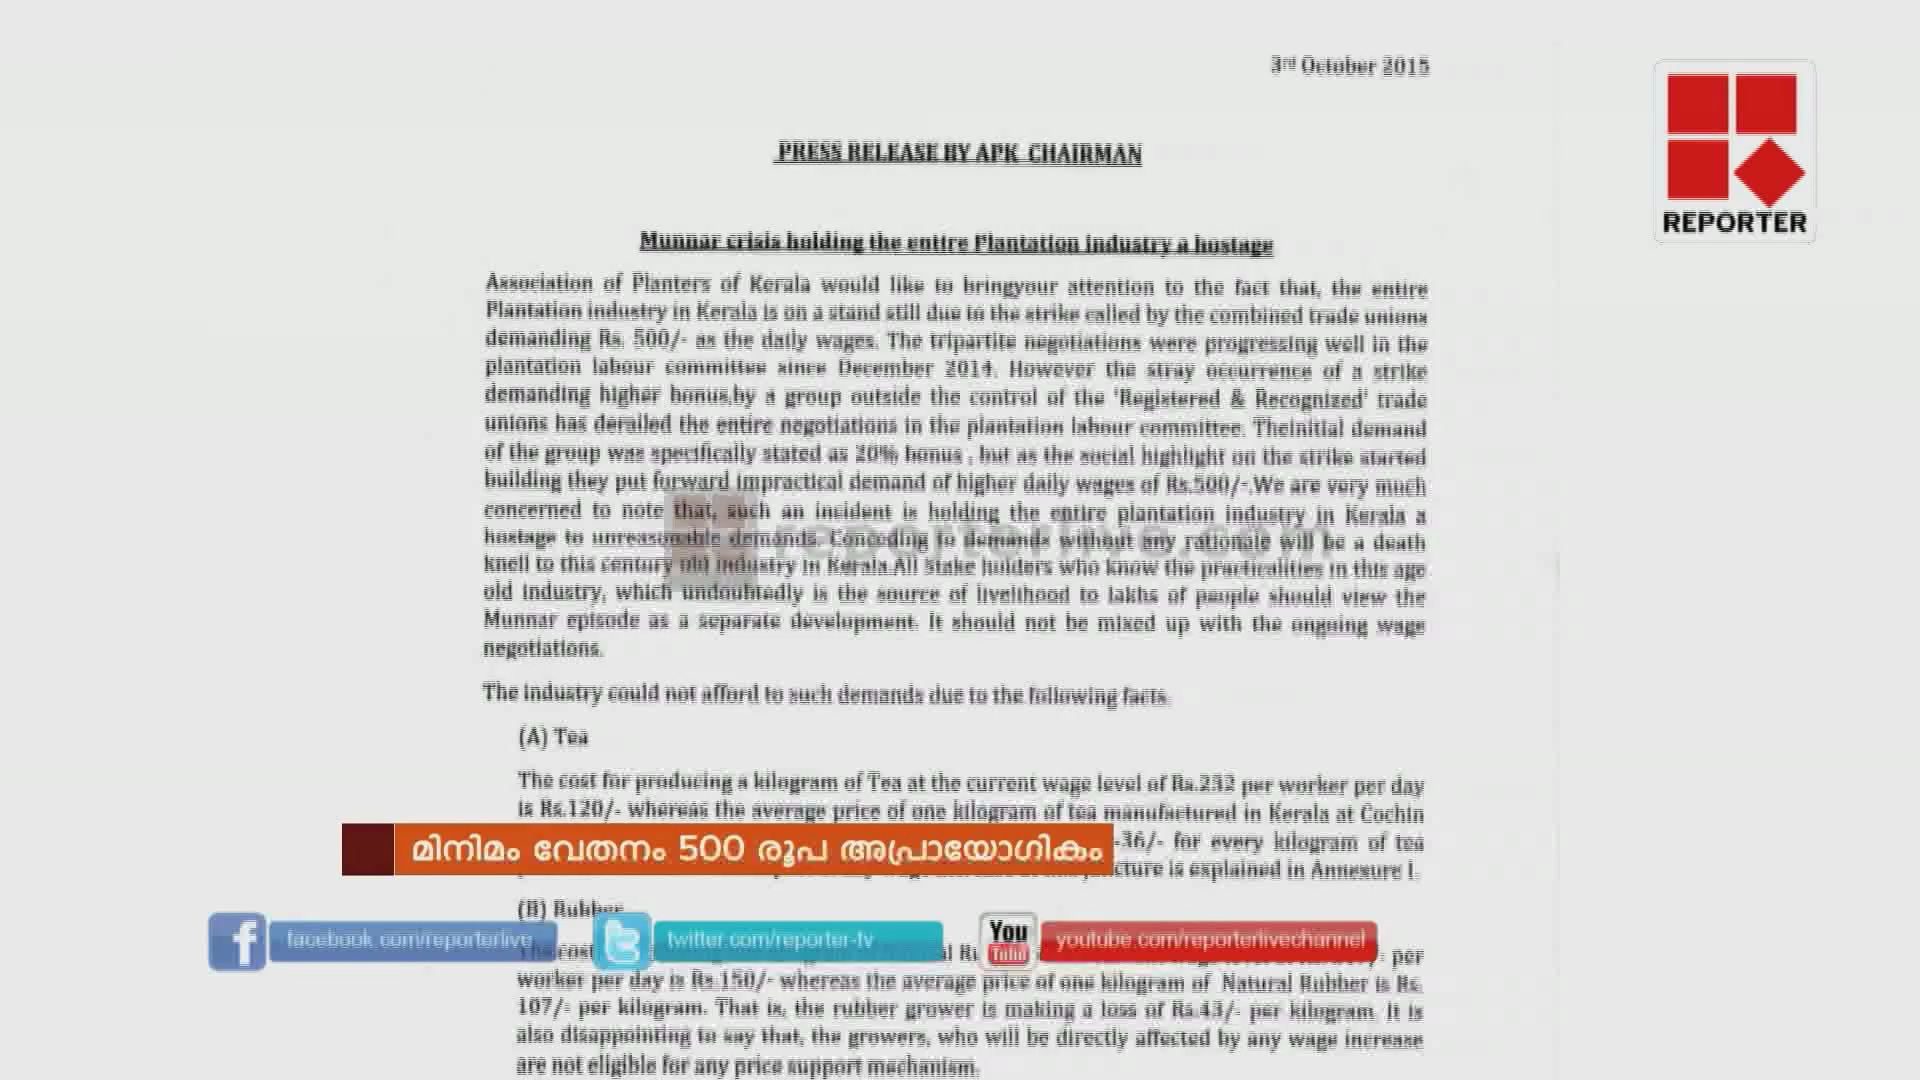 3rd October 2015
REPORTER
PRESS RELEASE BY APK CHAIRMAN
Munnar crisis holding the entire Plantation industry a hostage
Association of Planters of Kerala would like to bringyour attention to the fact that, the entire
Plantation industry in Kerala is on a stand still due to the strike called by the combined trade unions
demanding Rs. 500/- as the daily wages. The tripartite negotiations were progressing well in the
plantation labour committee since December 2014. However the stray occurrence of a strike
demanding higher bonus,by a group outside the control of the 'Registered & Recognized' trade
unions has derailed the entire negotiations in the plantation labour committee. Theinitial demand
of the group was specifically stated as 20% bonus , but as the social highlight on the strike started
building they put forward impractical demand of higher daily wages of Rs.500/-.We are very much
concerned to note that, such an incident is holding the entire plantation industry in Kerala a
hostage to unreasonable demands. Conceding to demands without any rationale will be a death
knell to this century old industry in Kerala.All Stake holders who know the practicalities in this age
old industry, which undoubtedly is the source of livelihood to lakhs of people should view the
Munnar episode as a separate development. It should not be mixed up with the ongoing wage
negotiations.
reporterlive.com
The industry could not afford to such demands due to the following facts.
(A) Tea
The cost for producing a kilogram of Tea at the current wage level of Rs.232 per worker per day
is Rs.120/- whereas the average price of one kilogram of tea manufactured in Kerala at Cochin
-36/- for every kilogram of tea
is explained in Annexure I.
മിനിമം വേതനം 500 രൂപ അപ്രായോഗികം
(B) Rubber
facebook.com/reporterlive
twitter.com/reporter-tv
You Tube
youtube.com/reporterlivechannel
per
worker per day is Rs.150/- whereas the average price of one kilogram of Natural Rubber is Rs.
107/- per kilogram. That is, the rubber grower is making a loss of Rs.43/- per kilogram. It is
also disappointing to say that, the growers, who will be directly affected by any wage increase
are not eligible for any price support mechanism.